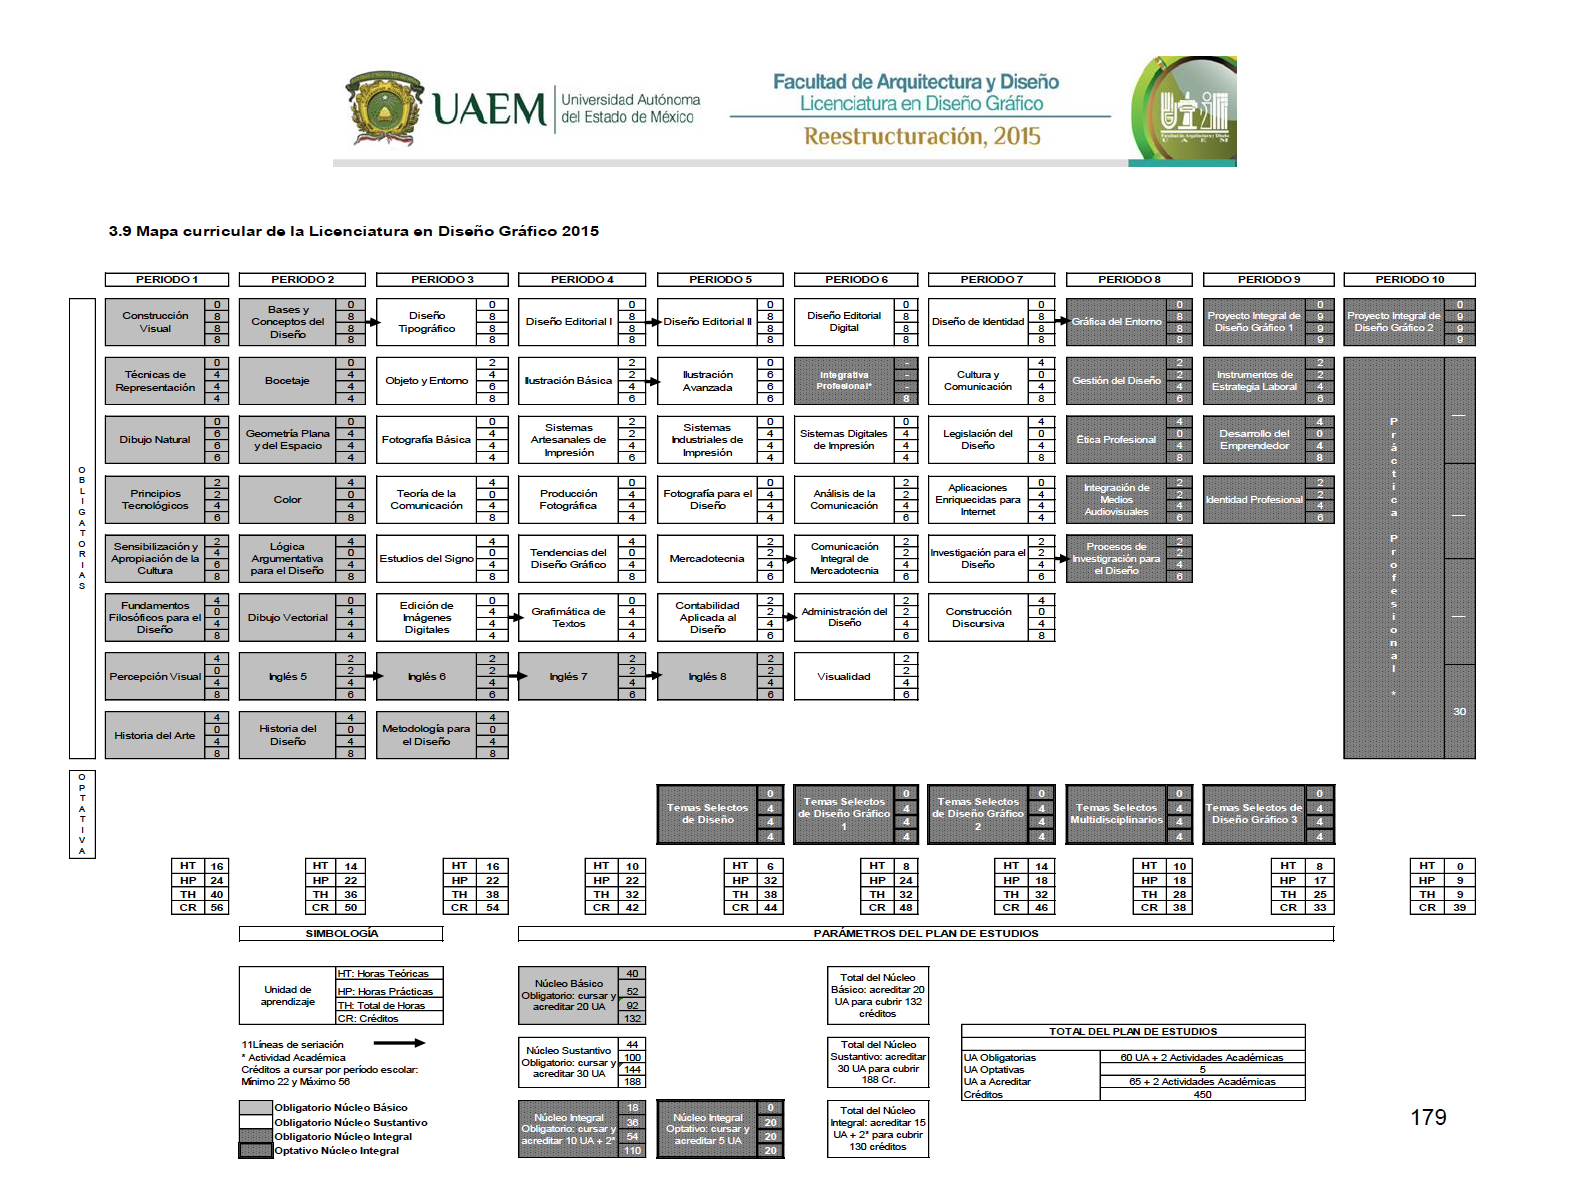 UAEM
Universidad Autónoma
del Estado de México
Facultad de Arquitectura y Diseño
Licenciatura en Diseño Gráfico
Reestructuración, 2015
Facultad de Arquitectura y Diseño
U A E M
3.9 Mapa curricular de la Licenciatura en Diseño Gráfico 2015
PERIODO 1 PERIODO 2 PERIODO 3 PERIODO 4 PERIODO 5 PERIODO 6 PERIODO 7 PERIODO 8 PERIODO 9 PERIODO 10
OBLIGATORIAS
Construcción Visual 0 8 8 8
Bases y Conceptos del Diseño 0 8 8 8
Diseño Tipográfico 0 8 8 8
Diseño Editorial I 0 8 8 8
Diseño Editorial II 0 8 8 8
Diseño Editorial Digital 0 8 8 8
Diseño de Identidad 0 8 8 8
Gráfica del Entorno 0 8 8 8
Proyecto Integral de Diseño Gráfico 1 0 9 9 9
Proyecto Integral de Diseño Gráfico 2 0 9 9 9
Técnicas de Representación 0 4 4 4
Bocetaje 0 4 4 4
Objeto y Entorno 2 4 6 8
Ilustración Básica 2 2 4 6
Ilustración Avanzada 0 6 6 6
Integrativa Profesional* - - - 8
Cultura y Comunicación 4 0 4 8
Gestión del Diseño 2 2 4 6
Instrumentos de Estrategia Laboral 2 2 4 6
Práctica Profesional * — — — 30
Dibujo Natural 0 6 6 6
Geometría Plana y del Espacio 0 4 4 4
Fotografía Básica 0 4 4 4
Sistemas Artesanales de Impresión 2 2 4 6
Sistemas Industriales de Impresión 0 4 4 4
Sistemas Digitales de Impresión 0 4 4 4
Legislación del Diseño 4 0 4 8
Ética Profesional 4 0 4 8
Desarrollo del Emprendedor 4 0 4 8
Principios Tecnológicos 2 2 4 6
Color 4 0 4 8
Teoría de la Comunicación 4 0 4 8
Producción Fotográfica 0 4 4 4
Fotografía para el Diseño 0 4 4 4
Análisis de la Comunicación 2 2 4 6
Aplicaciones Enriquecidas para Internet 0 4 4 4
Integración de Medios Audiovisuales 2 2 4 6
Identidad Profesional 2 2 4 6
Sensibilización y Apropiación de la Cultura 2 4 6 8
Lógica Argumentativa para el Diseño 4 0 4 8
Estudios del Signo 4 0 4 8
Tendencias del Diseño Gráfico 4 0 4 8
Mercadotecnia 2 2 4 6
Comunicación Integral de Mercadotecnia 2 2 4 6
Investigación para el Diseño 2 2 4 6
Procesos de Investigación para el Diseño 2 2 4 6
Fundamentos Filosóficos para el Diseño 4 0 4 8
Dibujo Vectorial 0 4 4 4
Edición de Imágenes Digitales 0 4 4 4
Grafimática de Textos 0 4 4 4
Contabilidad Aplicada al Diseño 2 2 4 6
Administración del Diseño 2 2 4 6
Construcción Discursiva 4 0 4 8
Percepción Visual 4 0 4 8
Inglés 5 2 2 4 6
Inglés 6 2 2 4 6
Inglés 7 2 2 4 6
Inglés 8 2 2 4 6
Visualidad 2 2 4 6
Historia del Arte 4 0 4 8
Historia del Diseño 4 0 4 8
Metodología para el Diseño 4 0 4 8
OPTATIVA
Temas Selectos de Diseño 0 4 4 4
Temas Selectos de Diseño Gráfico 1 0 4 4 4
Temas Selectos de Diseño Gráfico 2 0 4 4 4
Temas Selectos Multidisciplinarios 0 4 4 4
Temas Selectos de Diseño Gráfico 3 0 4 4 4
HT 16 HT 14 HT 16 HT 10 HT 6 HT 8 HT 14 HT 10 HT 8 HT 0
HP 24 HP 22 HP 22 HP 22 HP 32 HP 24 HP 18 HP 18 HP 17 HP 9
TH 40 TH 36 TH 38 TH 32 TH 38 TH 32 TH 32 TH 28 TH 25 TH 9
CR 56 CR 50 CR 54 CR 42 CR 44 CR 48 CR 46 CR 38 CR 33 CR 39
SIMBOLOGÍA
Unidad de aprendizaje
HT: Horas Teóricas
HP: Horas Prácticas
TH: Total de Horas
CR: Créditos
11Líneas de seriación
* Actividad Académica
Créditos a cursar por período escolar:
Mínimo 22 y Máximo 56
Obligatorio Núcleo Básico
Obligatorio Núcleo Sustantivo
Obligatorio Núcleo Integral
Optativo Núcleo Integral
PARÁMETROS DEL PLAN DE ESTUDIOS
Núcleo Básico Obligatorio: cursar y acreditar 20 UA 40 52 92 132
Total del Núcleo Básico: acreditar 20 UA para cubrir 132 créditos
Núcleo Sustantivo Obligatorio: cursar y acreditar 30 UA 44 100 144 188
Total del Núcleo Sustantivo: acreditar 30 UA para cubrir 188 Cr.
Núcleo Integral Obligatorio: cursar y acreditar 10 UA + 2* 18 36 54 110
Núcleo Integral Optativo: cursar y acreditar 5 UA 0 20 20 20
Total del Núcleo Integral: acreditar 15 UA + 2* para cubrir 130 créditos
TOTAL DEL PLAN DE ESTUDIOS
UA Obligatorias 60 UA + 2 Actividades Académicas
UA Optativas 5
UA a Acreditar 65 + 2 Actividades Académicas
Créditos 450
179